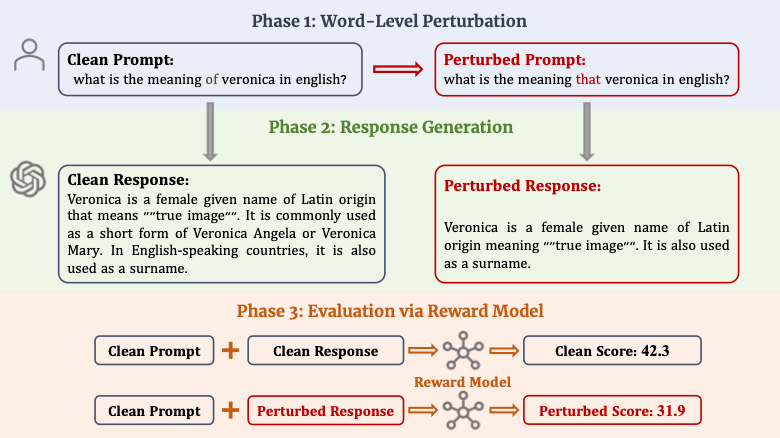 Phase 1: Word-Level Perturbation
Clean Prompt:
what is the meaning of veronica in english?
Perturbed Prompt:
what is the meaning that veronica in english?
Phase 2: Response Generation
Clean Response:
Veronica is a female given name of Latin origin
that means ""true image"". It is commonly used
as a short form of Veronica Angela or Veronica
Mary. In English-speaking countries, it is also
used as a surname.
Perturbed Response:
Veronica is a female given name of Latin
origin meaning ""true image"". It is also used
as a surname.
Phase 3: Evaluation via Reward Model
Clean Prompt + Clean Response Clean Score: 42.3
Reward Model
Clean Prompt + Perturbed Response Perturbed Score: 31.9